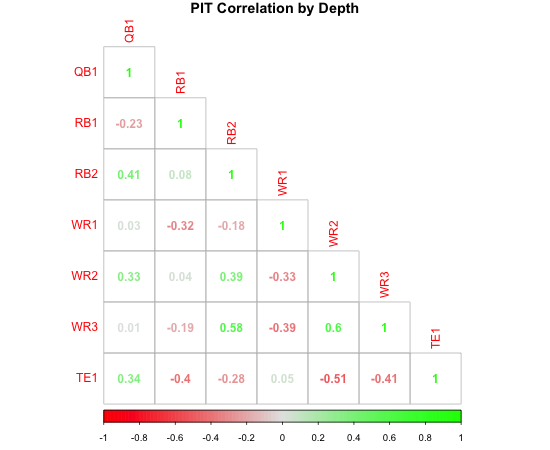 PIT Correlation by Depth
QB1
QB1 1 RB1
RB1 -0.23 1 RB2
RB2 0.41 0.08 1 WR1
WR1 0.03 -0.32 -0.18 1 WR2
WR2 0.33 0.04 0.39 -0.33 1 WR3
WR3 0.01 -0.19 0.58 -0.39 0.6 1 TE1
TE1 0.34 -0.4 -0.28 0.05 -0.51 -0.41 1
-1 -0.8 -0.6 -0.4 -0.2 0 0.2 0.4 0.6 0.8 1